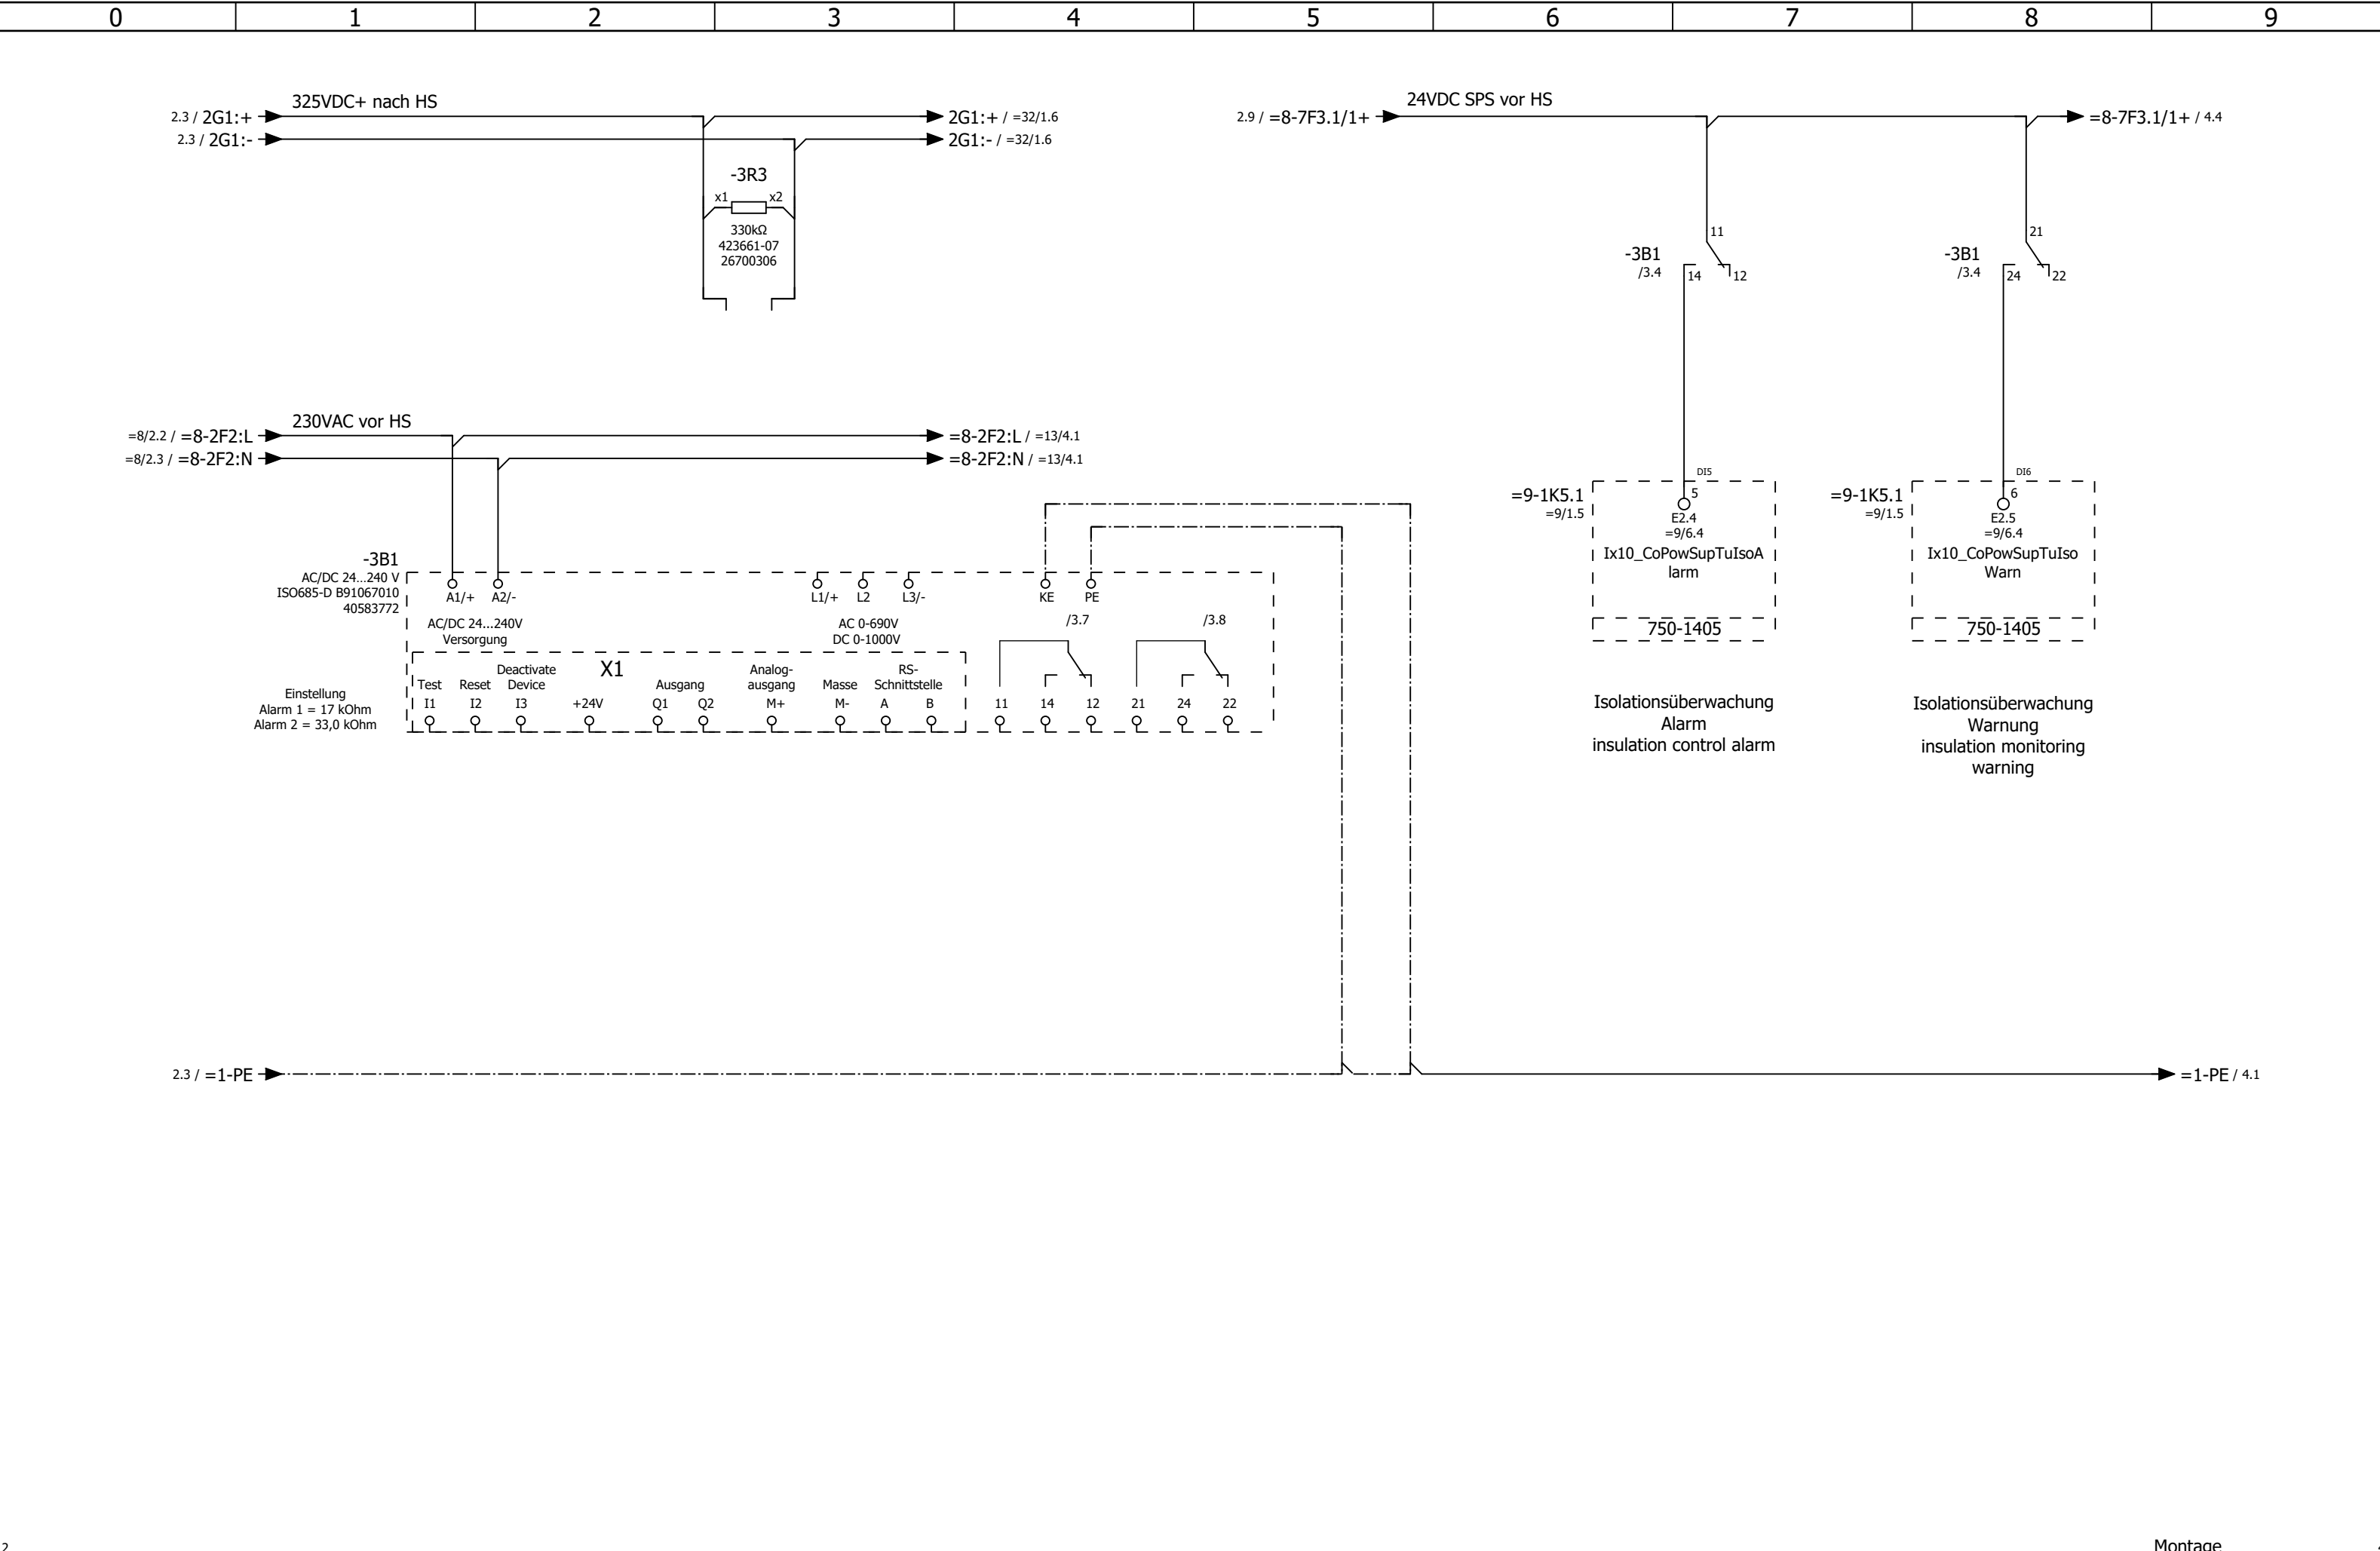 0 1 2 3 4 5 6 7 8 9
325VDC+ nach HS
2.3 / 2G1:+
2G1:+ / =32/1.6
2.3 / 2G1:-
2G1:- / =32/1.6
-3R3
x1 x2
330kΩ
423661-07
26700306
24VDC SPS vor HS
2.9 / =8-7F3.1/1+
=8-7F3.1/1+ / 4.4
11
-3B1
/3.4
14
12
21
-3B1
/3.4
24
22
230VAC vor HS
=8/2.2 / =8-2F2:L
=8-2F2:L / =13/4.1
=8/2.3 / =8-2F2:N
=8-2F2:N / =13/4.1
-3B1
AC/DC 24...240 V
ISO685-D B91067010
40583772
A1/+ A2/-
AC/DC 24...240V
Versorgung
L1/+ L2 L3/-
AC 0-690V
DC 0-1000V
KE PE
/3.7
/3.8
X1
Test
I1
Reset
I2
Deactivate
Device
I3
+24V
Ausgang
Q1 Q2
Analog-
ausgang
M+
Masse
M-
RS-
Schnittstelle
A B
11 14 12 21 24 22
Einstellung
Alarm 1 = 17 kOhm
Alarm 2 = 33,0 kOhm
DI5
5
=9-1K5.1
=9/1.5
E2.4
=9/6.4
Ix10_CoPowSupTuIsoA
larm
750-1405
Isolationsüberwachung
Alarm
insulation control alarm
DI6
6
=9-1K5.1
=9/1.5
E2.5
=9/6.4
Ix10_CoPowSupTuIso
Warn
750-1405
Isolationsüberwachung
Warnung
insulation monitoring
warning
2.3 / =1-PE
=1-PE / 4.1
2
Montage